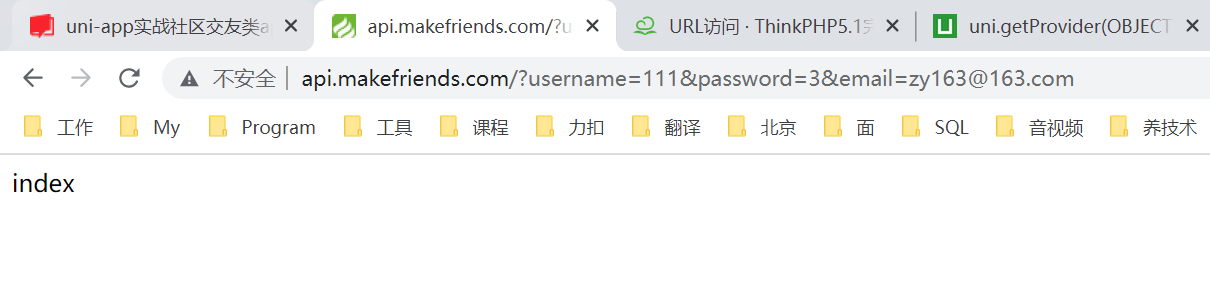 uni-app实战社区交友类a
api.makefriends.com/?u
URL访问 · ThinkPHP5.1完
uni.getProvider(OBJECT
不安全 api.makefriends.com/?username=111&password=3&email=zy163@163.com
工作 My Program 工具 课程 力扣 翻译 北京 面 SQL 音视频 养技术
index